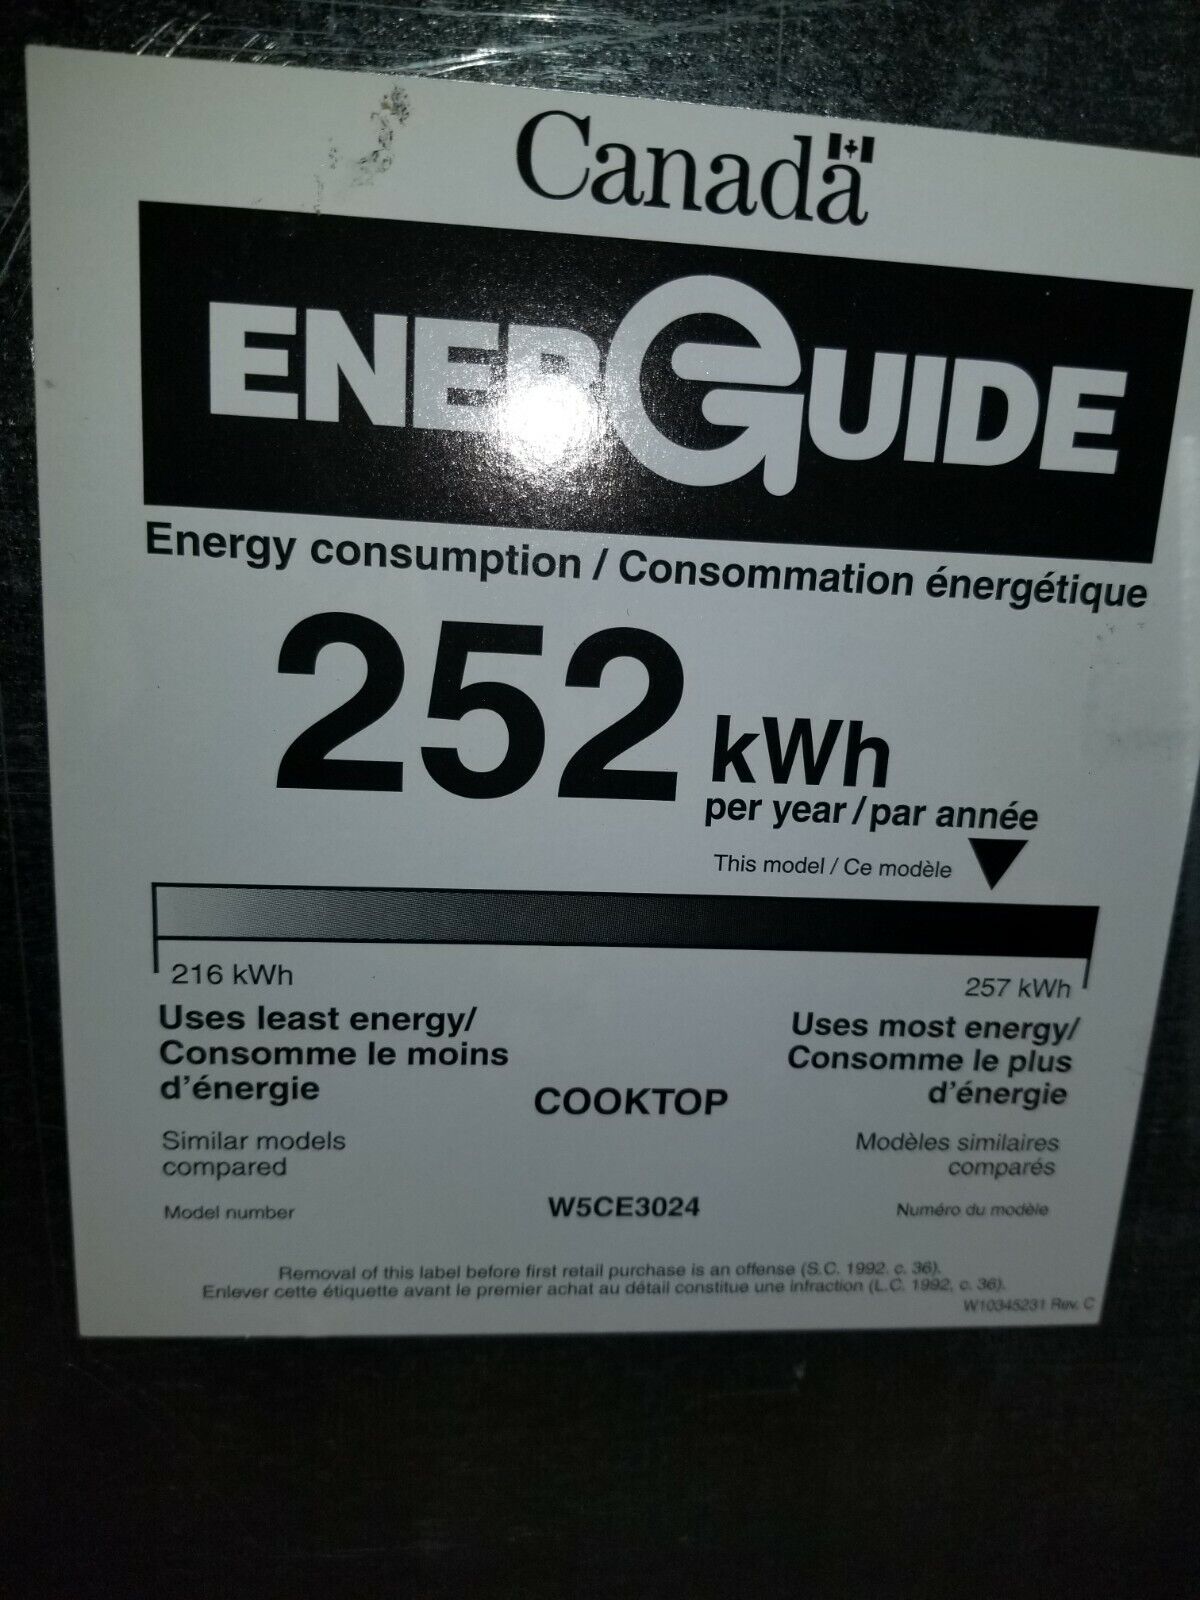 Canada
ENERGUIDE
Energy consumption / Consommation énergétique
252 kWh
per year / par année
This model / Ce modèle
216 kWh
257 kWh
Uses least energy/
Consomme le moins
d'énergie
Uses most energy/
Consomme le plus
d'énergie
COOKTOP
Similar models
compared
Modèles similaires
comparés
Model number
W5CE3024
Numéro du modèle
Removal of this label before first retail purchase is an offense (S.C. 1992, c. 36).
Enlever cette étiquette avant le premier achat au détail constitue une infraction (L.C. 1992, c. 36).
W10345231 Rev. C